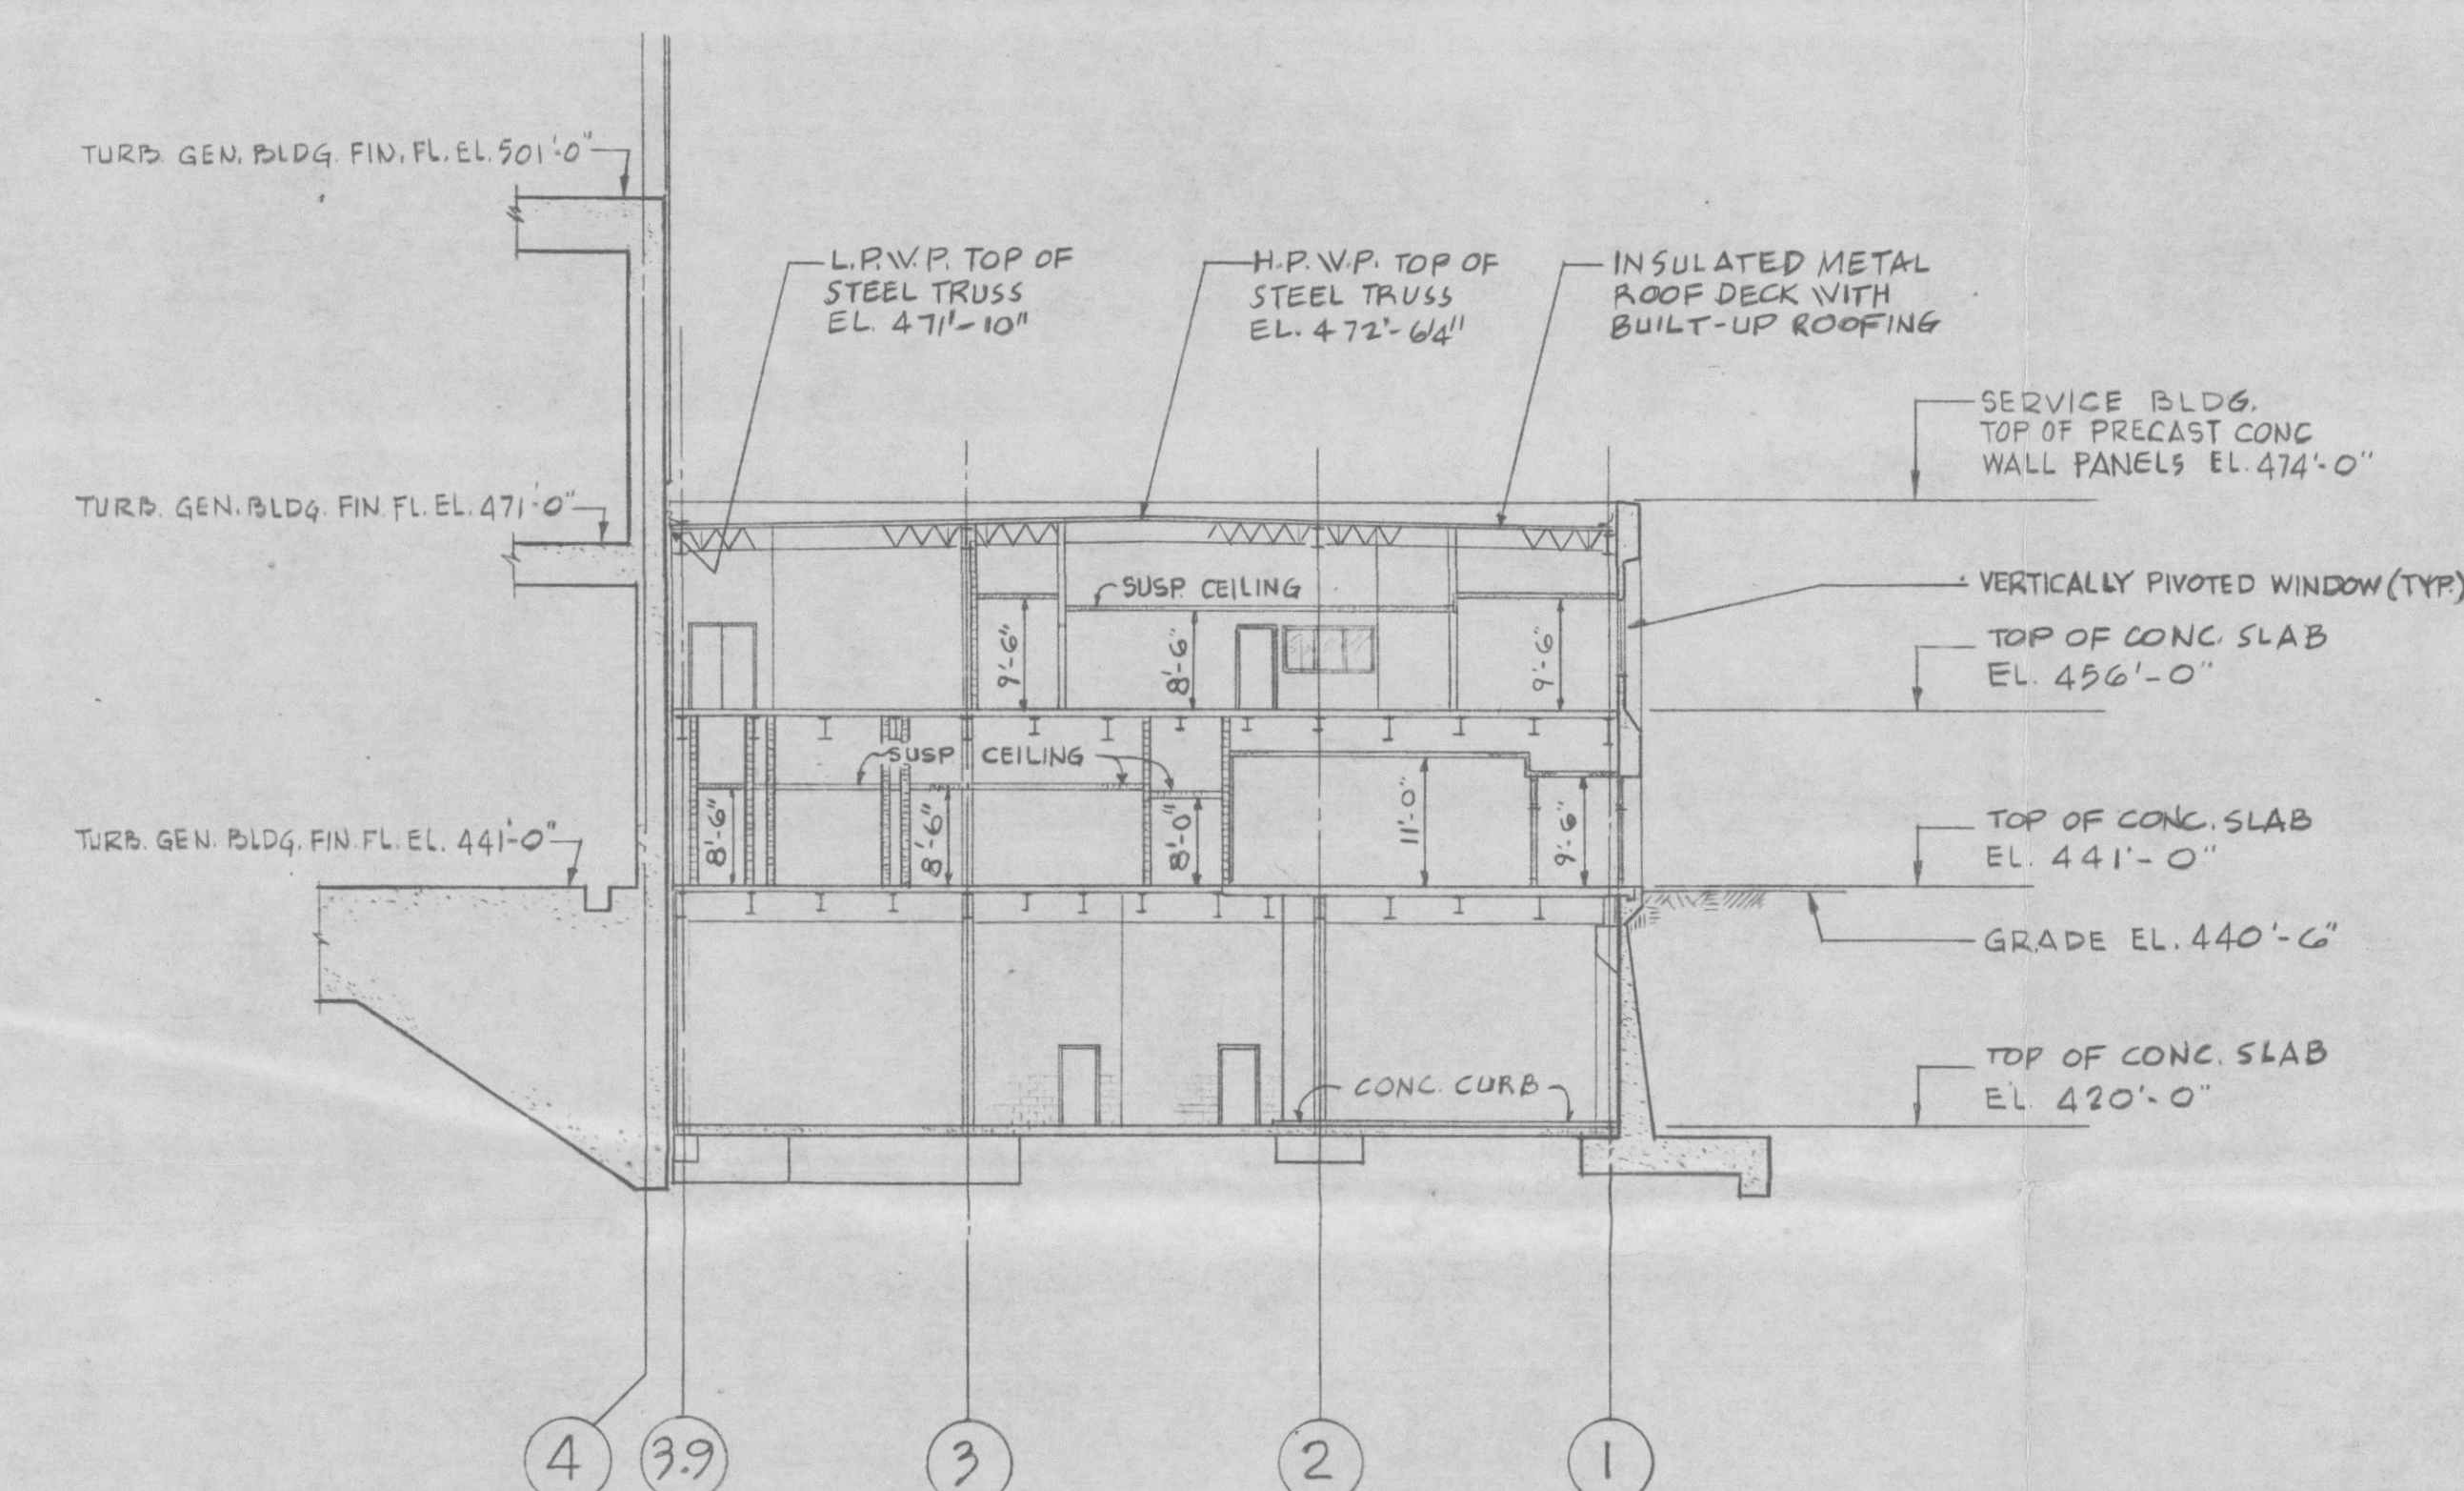 TURB. GEN. BLDG. FIN. FL. EL. 501'-0"
L.P.W.P. TOP OF
STEEL TRUSS
EL. 471'-10"
H.P.W.P. TOP OF
STEEL TRUSS
EL. 472'-6 1/4"
INSULATED METAL
ROOF DECK WITH
BUILT-UP ROOFING
SERVICE BLDG.
TOP OF PRECAST CONC
WALL PANELS EL. 474'-0"
TURB. GEN. BLDG. FIN. FL. EL. 471'-0"
SUSP. CEILING
VERTICALLY PIVOTED WINDOW (TYP.)
9'-6"
8'-6"
9'-6"
TOP OF CONC. SLAB
EL. 456'-0"
SUSP. CEILING
TURB. GEN. BLDG. FIN. FL. EL. 441'-0"
8'-6"
8'-6"
8'-0"
11'-0"
9'-6"
TOP OF CONC. SLAB
EL. 441'-0"
GRADE EL. 440'-6"
CONC. CURB
TOP OF CONC. SLAB
EL. 420'-0"
4
3.9
3
2
1